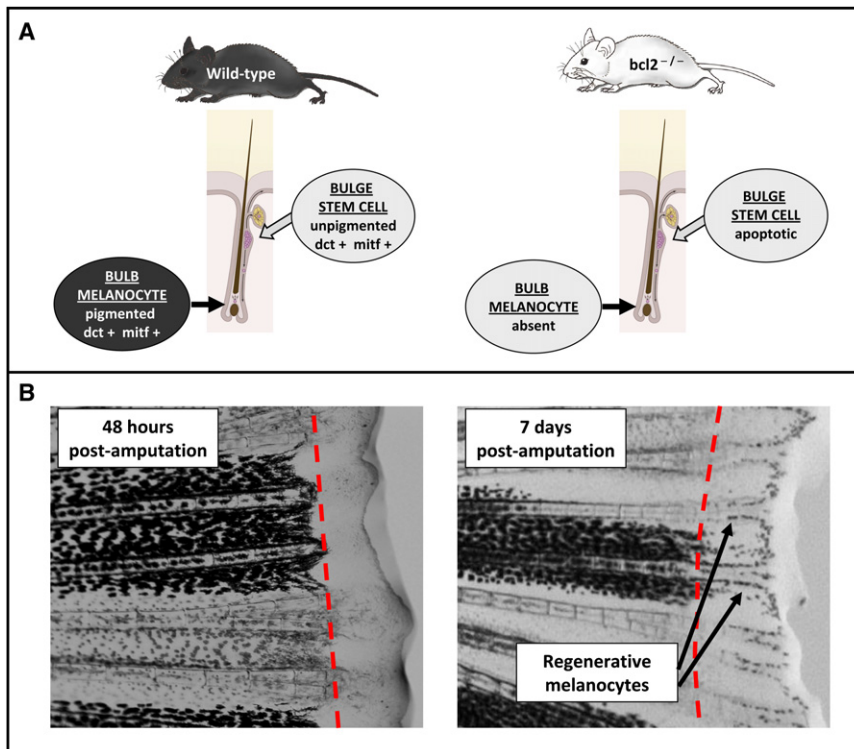 A
Wild-type
bcl2⁻/⁻
BULGE
STEM CELL
unpigmented
dct + mitf +
BULB
MELANOCYTE
pigmented
dct + mitf +
BULGE
STEM CELL
apoptotic
BULB
MELANOCYTE
absent
B
48 hours
post-amputation
7 days
post-amputation
Regenerative
melanocytes